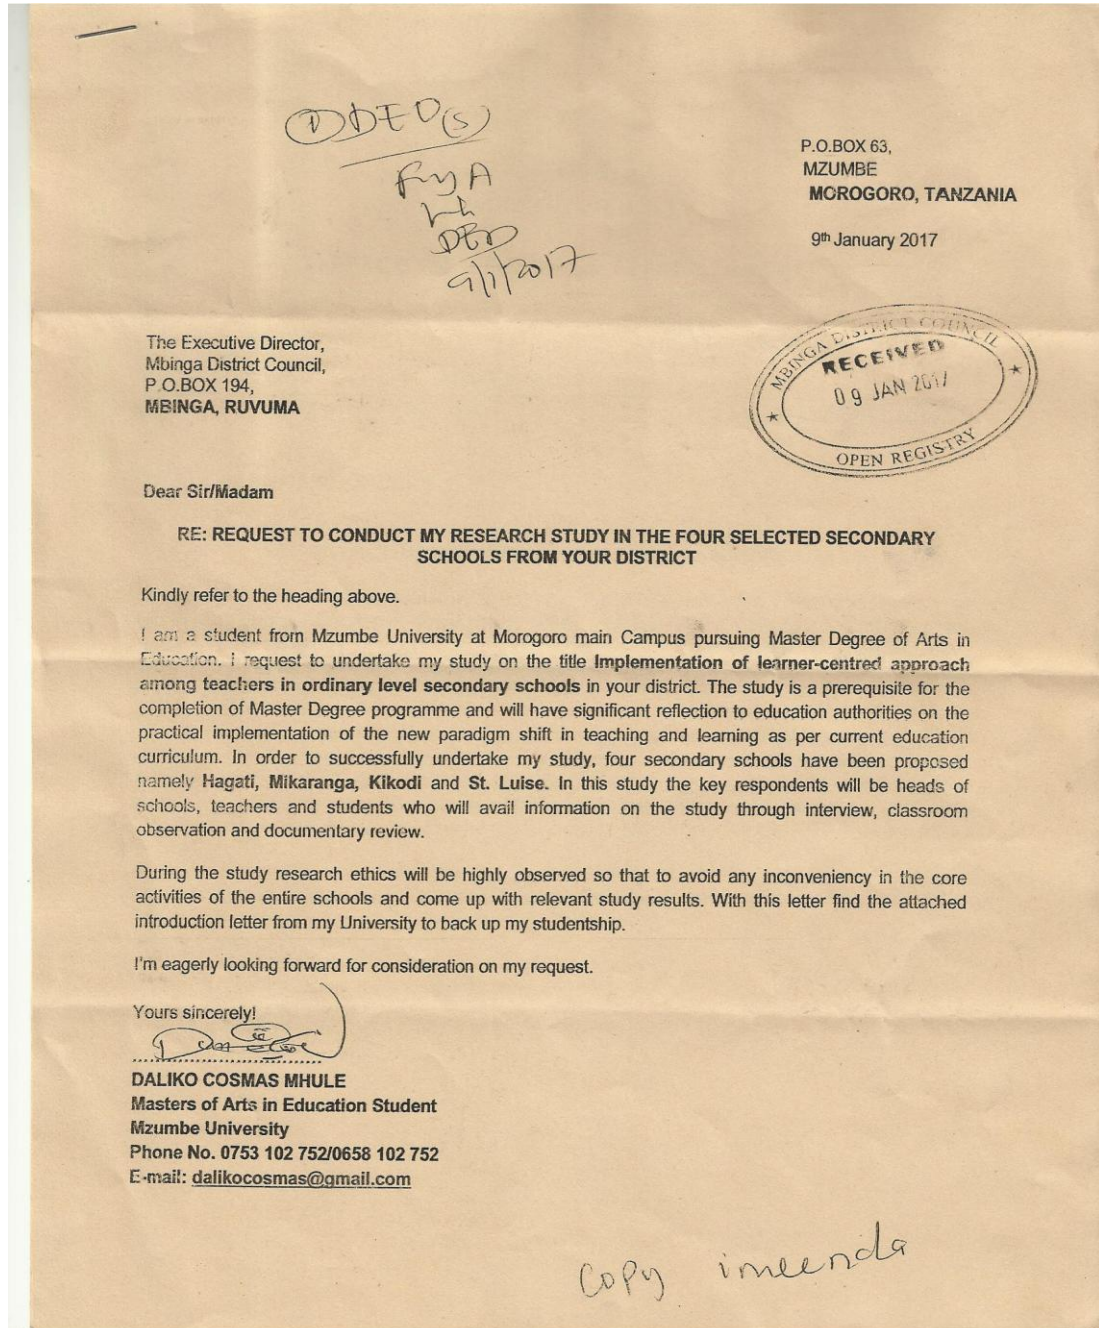 DDEO(s)
P.O.BOX 63,
MZUMBE
MOROGORO, TANZANIA
DED
9/1/2017
9th January 2017
The Executive Director,
Mbinga District Council,
P.O.BOX 194,
MBINGA, RUVUMA
MBINGA DISTRICT COUNCIL
RECEIVED
09 JAN 2017
OPEN REGISTRY
Dear Sir/Madam
RE: REQUEST TO CONDUCT MY RESEARCH STUDY IN THE FOUR SELECTED SECONDARY
SCHOOLS FROM YOUR DISTRICT
Kindly refer to the heading above.
I am a student from Mzumbe University at Morogoro main Campus pursuing Master Degree of Arts in
Education. I request to undertake my study on the title Implementation of learner-centred approach
among teachers in ordinary level secondary schools in your district. The study is a prerequisite for the
completion of Master Degree programme and will have significant reflection to education authorities on the
practical implementation of the new paradigm shift in teaching and learning as per current education
curriculum. In order to successfully undertake my study, four secondary schools have been proposed
namely Hagati, Mikaranga, Kikodi and St. Luise. In this study the key respondents will be heads of
schools, teachers and students who will avail information on the study through interview, classroom
observation and documentary review.
During the study research ethics will be highly observed so that to avoid any inconveniency in the core
activities of the entire schools and come up with relevant study results. With this letter find the attached
introduction letter from my University to back up my studentship.
I'm eagerly looking forward for consideration on my request.
Yours sincerely!
DALIKO COSMAS MHULE
Masters of Arts in Education Student
Mzumbe University
Phone No. 0753 102 752/0658 102 752
E-mail: dalikocosmas@gmail.com
Copy imeenda